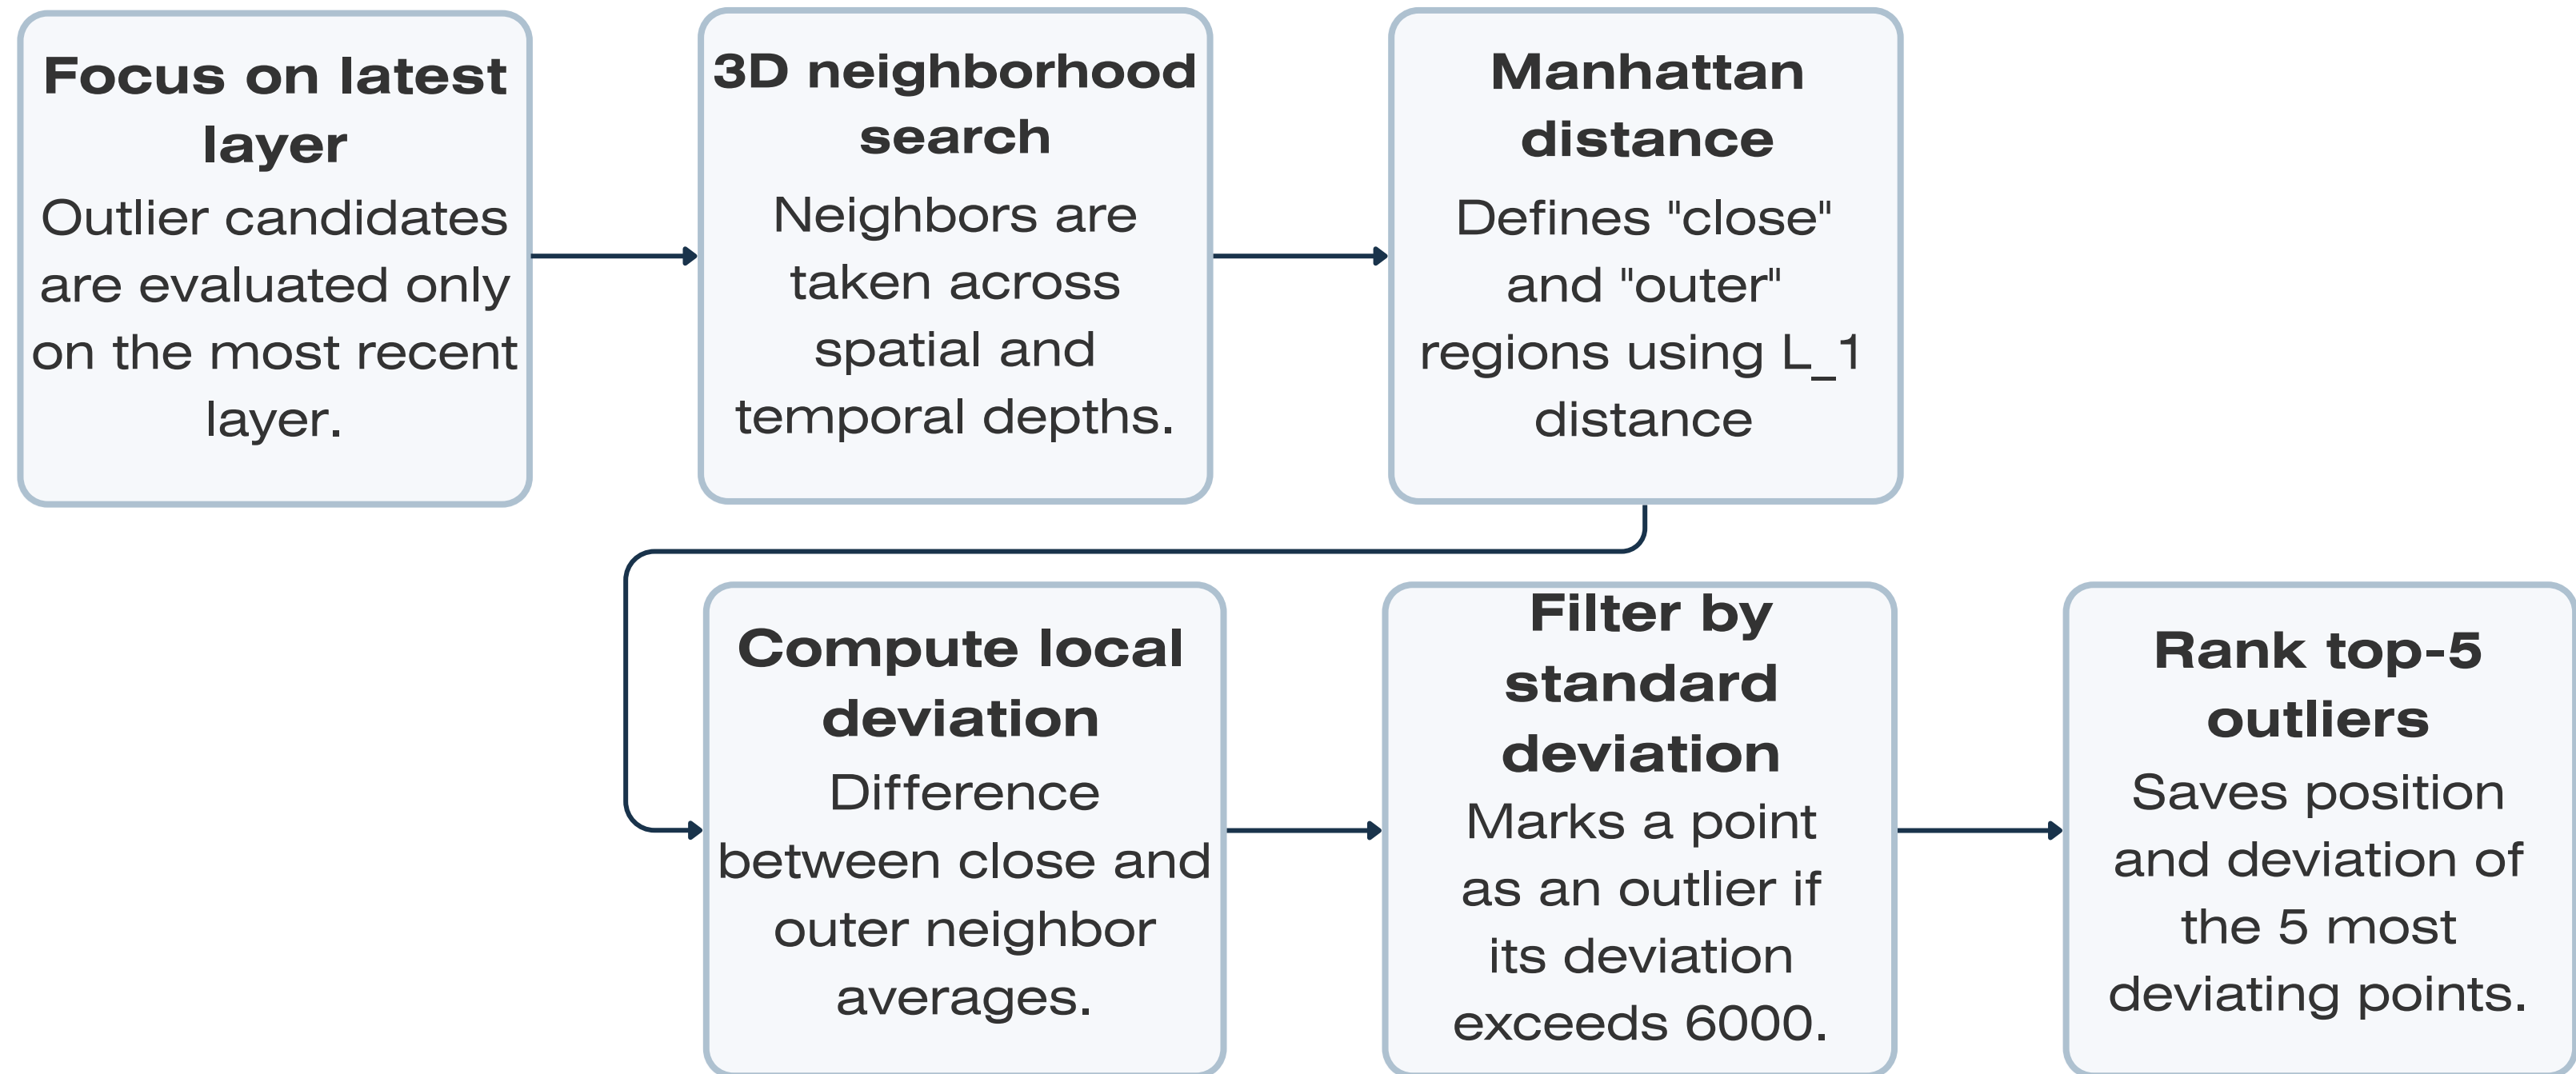 Focus on latest
layer
Outlier candidates
are evaluated only
on the most recent
layer.
3D neighborhood
search
Neighbors are
taken across
spatial and
temporal depths.
Manhattan
distance
Defines "close"
and "outer"
regions using L_1
distance
Compute local
deviation
Difference
between close and
outer neighbor
averages.
Filter by
standard
deviation
Marks a point
as an outlier if
its deviation
exceeds 6000.
Rank top-5
outliers
Saves position
and deviation of
the 5 most
deviating points.